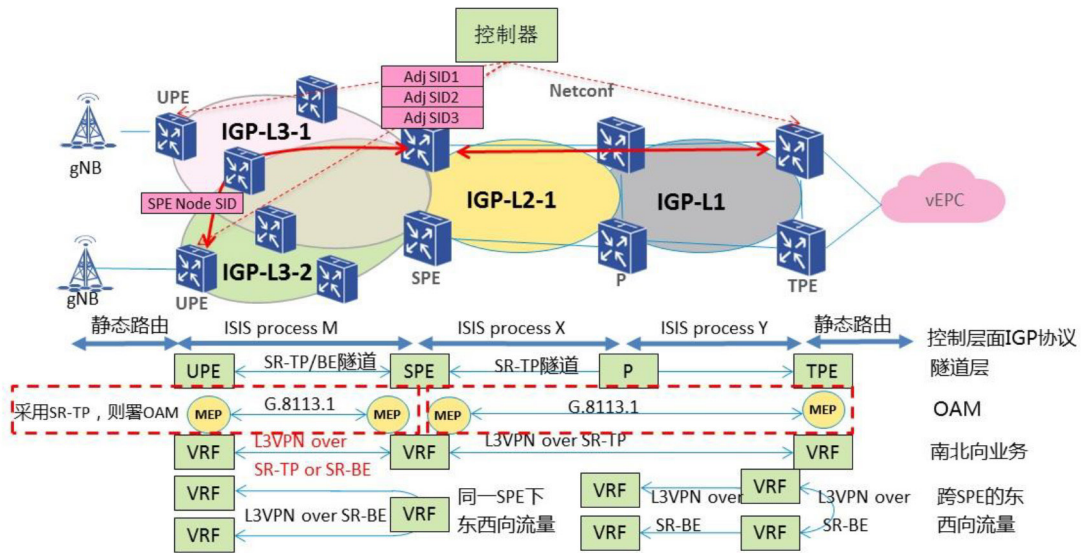 控制器
Adj SID1
Adj SID2
Adj SID3
Netconf
UPE
gNB
IGP-L3-1
SPE Node SID
IGP-L2-1
IGP-L1
vEPC
IGP-L3-2
gNB
UPE
SPE
P
TPE
静态路由
ISIS process M
ISIS process X
ISIS process Y
静态路由
控制层面IGP协议
UPE
SR-TP/BE隧道
SPE
SR-TP隧道
P
TPE
隧道层
采用SR-TP，则署OAM
MEP
G.8113.1
MEP
MEP
G.8113.1
MEP
OAM
VRF
L3VPN over
SR-TP or SR-BE
VRF
L3VPN over SR-TP
VRF
南北向业务
VRF
L3VPN over SR-BE
VRF
VRF
同一SPE下
东西向流量
VRF
L3VPN over
SR-BE
VRF
VRF
VRF
L3VPN over
SR-BE
跨SPE的东
西向流量